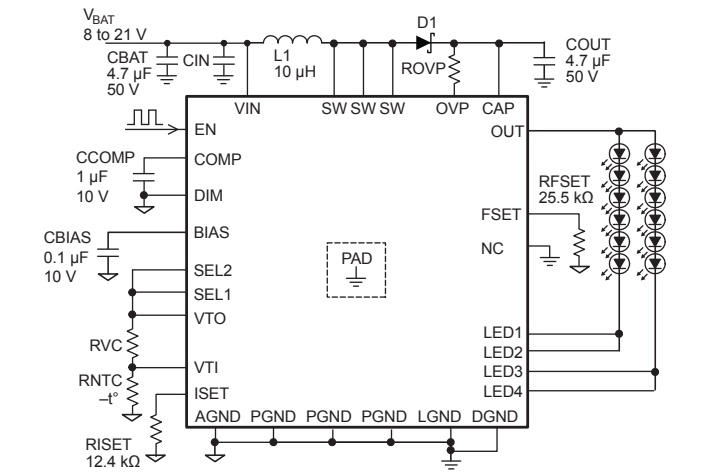 VBAT
8 to 21 V
CBAT
4.7 µF
50 V
CIN
L1
10 µH
D1
ROVP
COUT
4.7 µF
50 V
VIN
SW SW SW
OVP
CAP
EN
OUT
CCOMP
1 µF
10 V
COMP
DIM
RFSET
25.5 kΩ
FSET
CBIAS
0.1 µF
10 V
BIAS
NC
PAD
SEL2
SEL1
VTO
RVC
LED1
LED2
VTI
RNTC
–t°
LED3
ISET
LED4
AGND PGND PGND PGND LGND DGND
RISET
12.4 kΩ